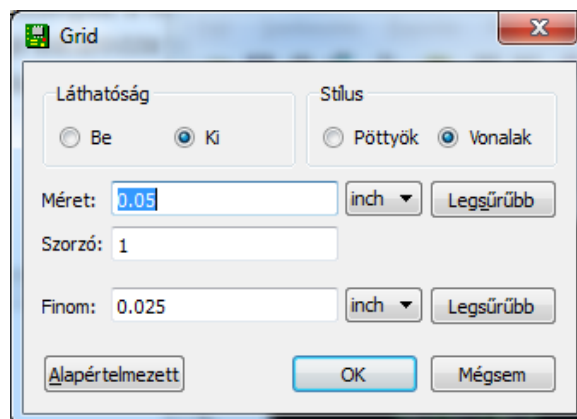 Grid
Láthatóság
Stílus
Be Ki
Pöttyök Vonalak
Méret: 0.05 inch Legsűrűbb
Szorzó: 1
Finom: 0.025 inch Legsűrűbb
Alapértelmezett OK Mégsem